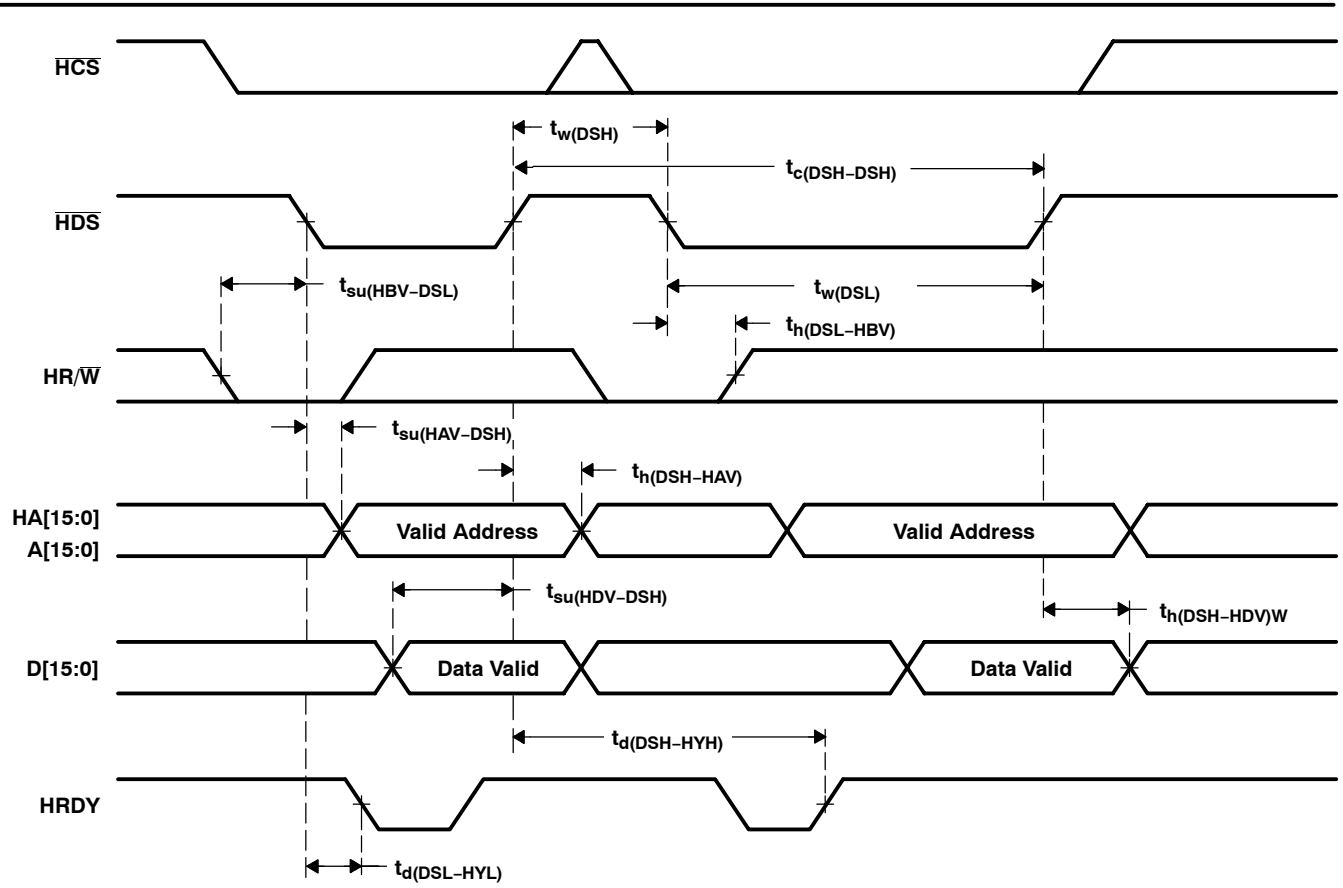 HCS
tw(DSH)
tc(DSH–DSH)
HDS
tsu(HBV–DSL)
tw(DSL)
th(DSL–HBV)
HR/W
tsu(HAV–DSH)
th(DSH–HAV)
HA[15:0]
Valid Address
Valid Address
A[15:0]
tsu(HDV–DSH)
th(DSH–HDV)W
D[15:0]
Data Valid
Data Valid
td(DSH–HYH)
HRDY
td(DSL–HYL)